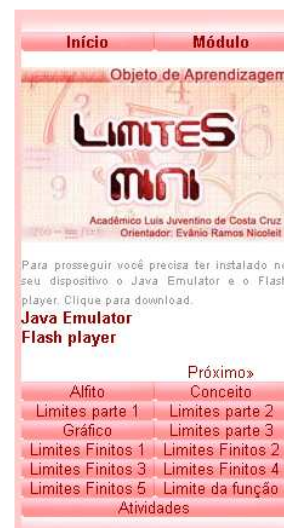 Início Módulo
Objeto de Aprendizagem
LIMITES
MINI
Acadêmico Luis Juventino de Costa Cruz
Orientador: Evânio Ramos Nicoleit
Para prosseguir você precisa ter instalado no
seu dispositivo o Java Emulator e o Flash
player. Clique para download.
Java Emulator
Flash player
Próximo»
Alfito Conceito
Limites parte 1 Limites parte 2
Gráfico Limites parte 3
Limites Finitos 1 Limites Finitos 2
Limites Finitos 3 Limites Finitos 4
Limites Finitos 5 Limite da função
Atividades